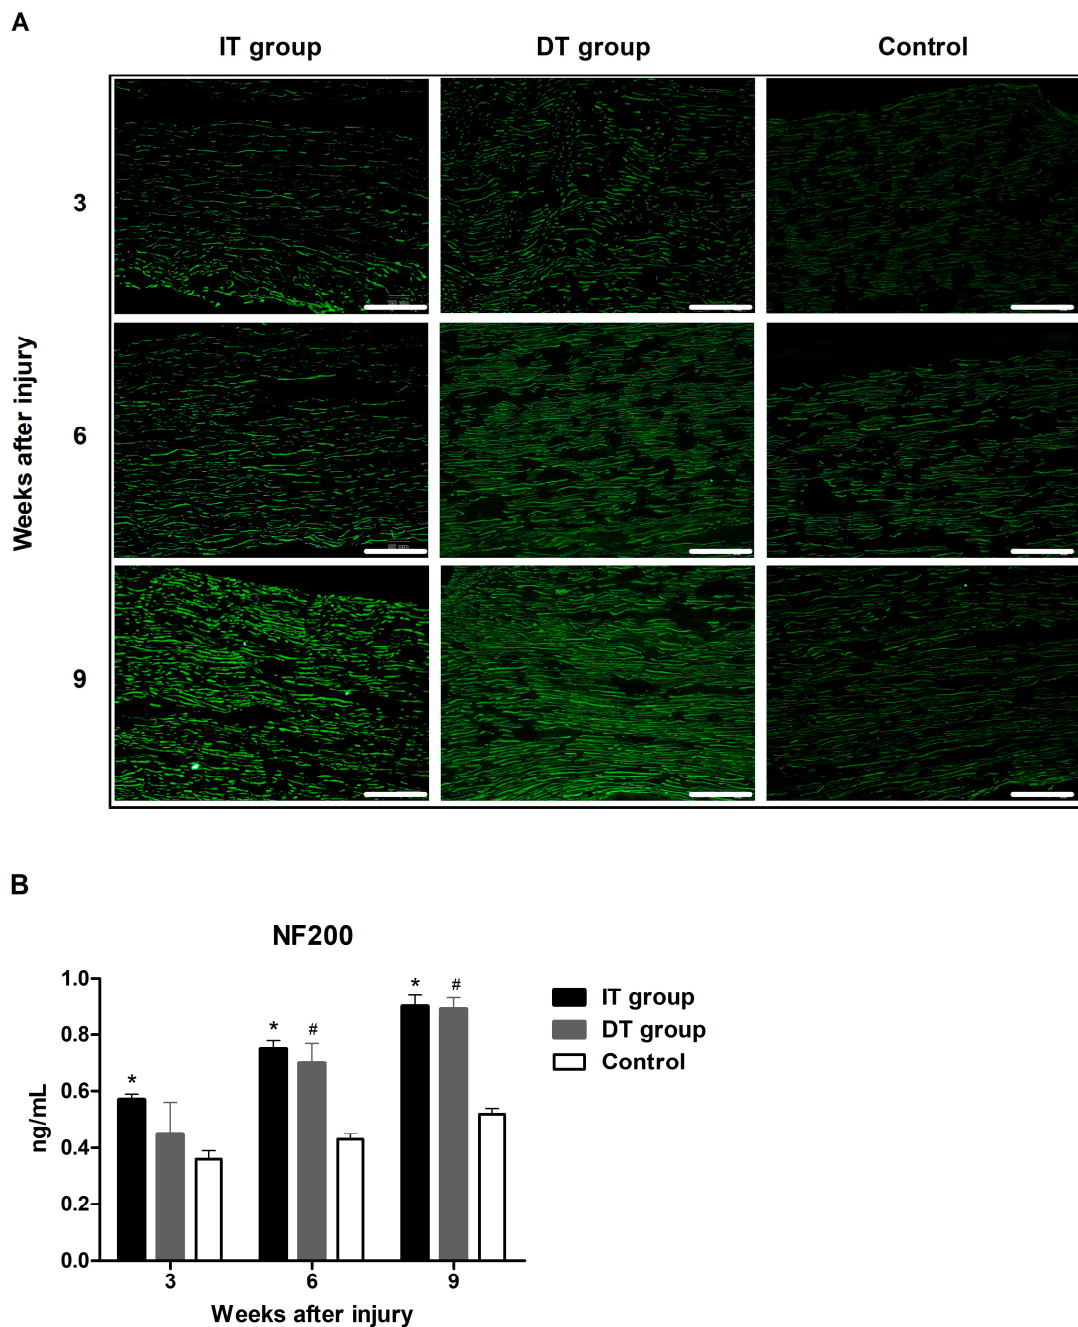 A
IT group
DT group
Control
3
6
9
Weeks after injury
B
NF200
1.0
0.8
0.6
0.4
0.2
0.0
ng/mL
*
*
#
*
#
3
6
9
Weeks after injury
IT group
DT group
Control